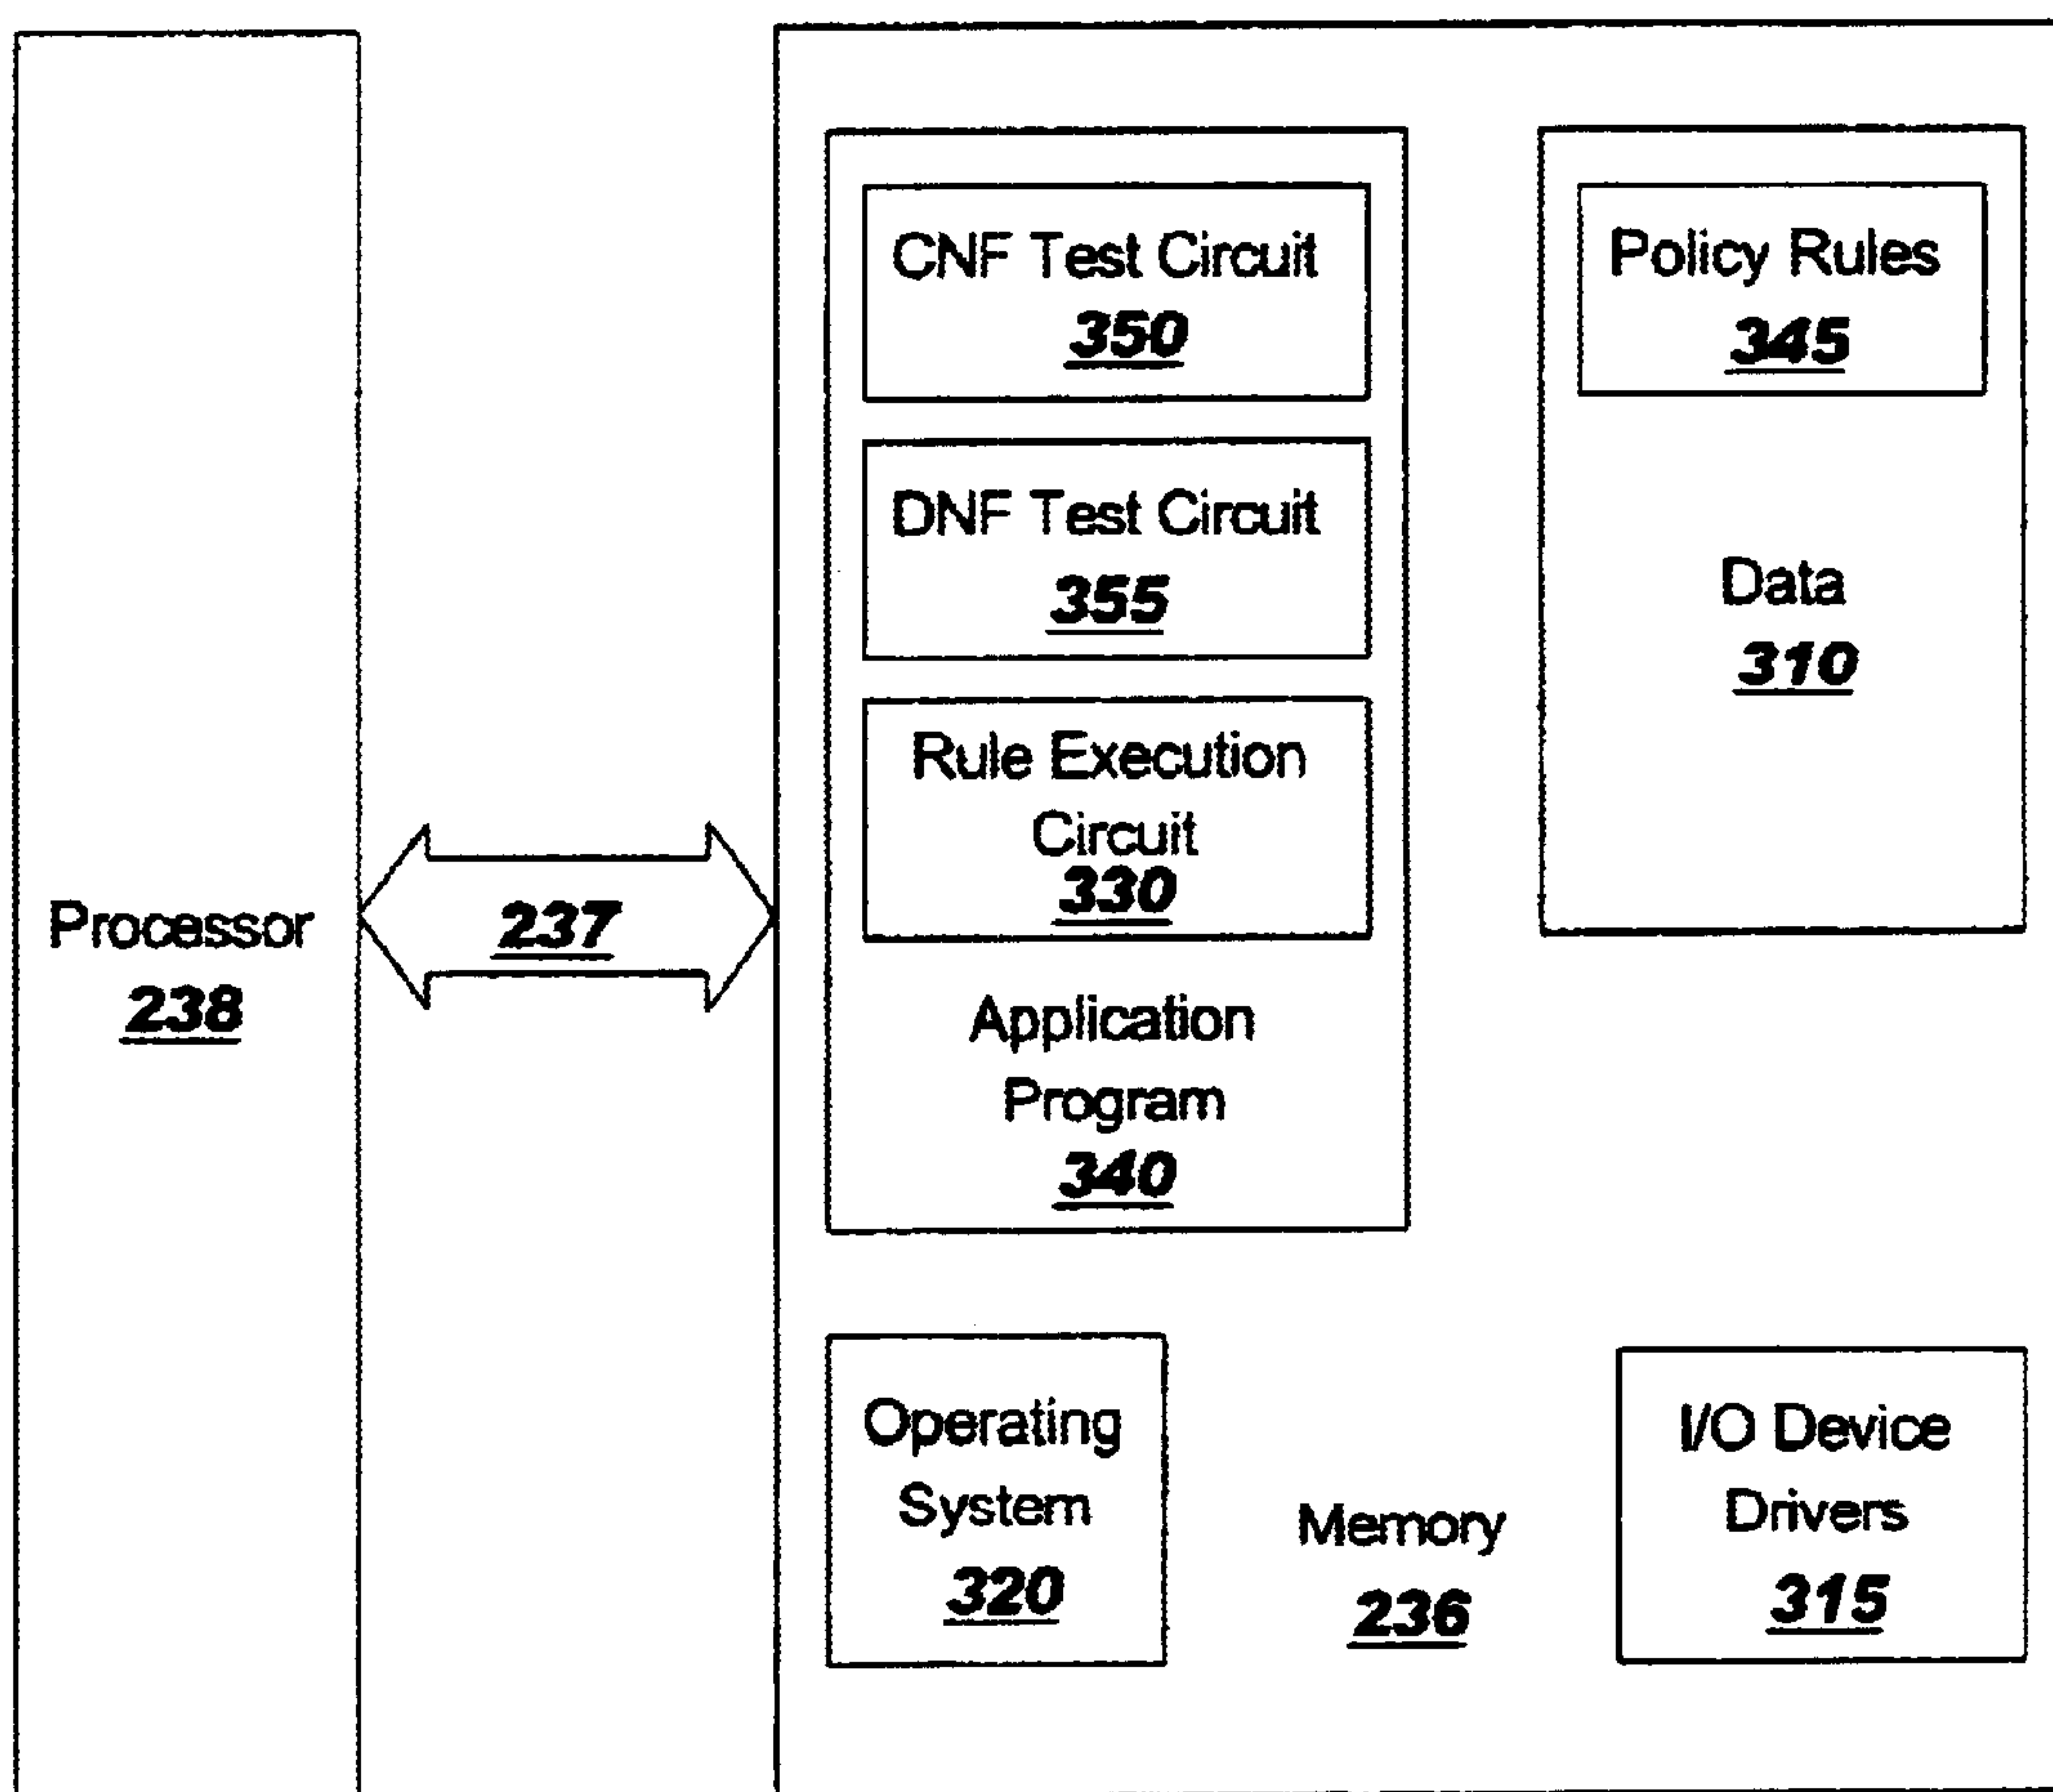 Processor
238
237
CNF Test Circuit
350
DNF Test Circuit
355
Rule Execution
Circuit
330
Application
Program
340
Policy Rules
345
Data
310
Operating
System
320
Memory
236
I/O Device
Drivers
315